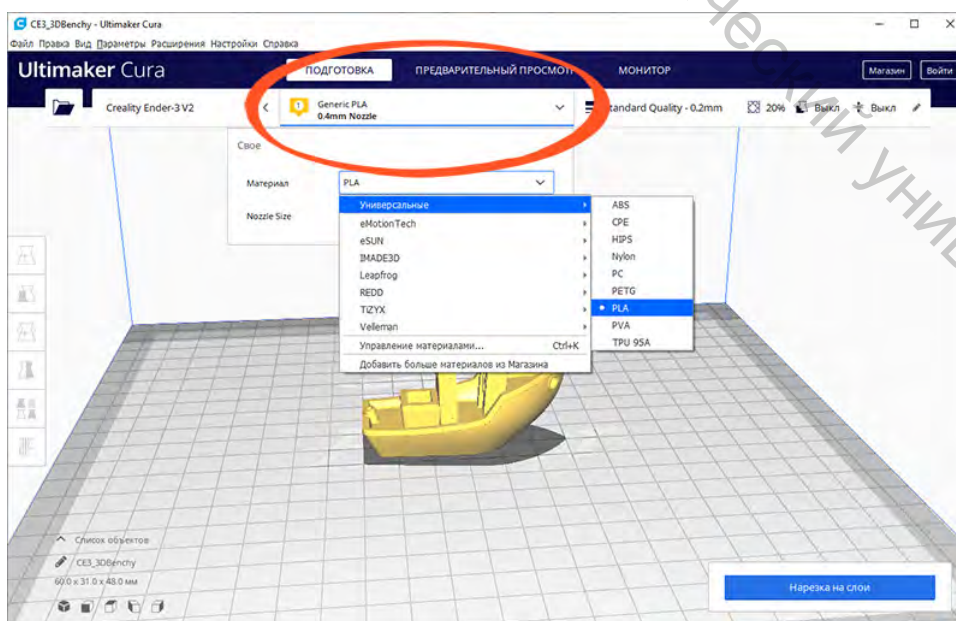 CE3_3DBenchy - Ultimaker Cura
Файл Правка Вид Параметры Расширения Настройки Справка
Ultimaker Cura
ПОДГОТОВКА
ПРЕДВАРИТЕЛЬНЫЙ ПРОСМОТ
МОНИТОР
Магазин
Войти
Creality Ender-3 V2
1
Generic PLA
0.4mm Nozzle
tandard Quality - 0.2mm
20%
Выкл
Выкл
Свое
Материал
PLA
Nozzle Size
Универсальные
eMotionTech
eSUN
IMADE3D
Leapfrog
REDD
TiZYX
Velleman
Управление материалами... Ctrl+K
Добавить больше материалов из Магазина
ABS
CPE
HIPS
Nylon
PC
PETG
PLA
PVA
TPU 95A
Список объектов
CE3_3DBenchy
60.0 x 31.0 x 48.0 мм
Нарезка на слои